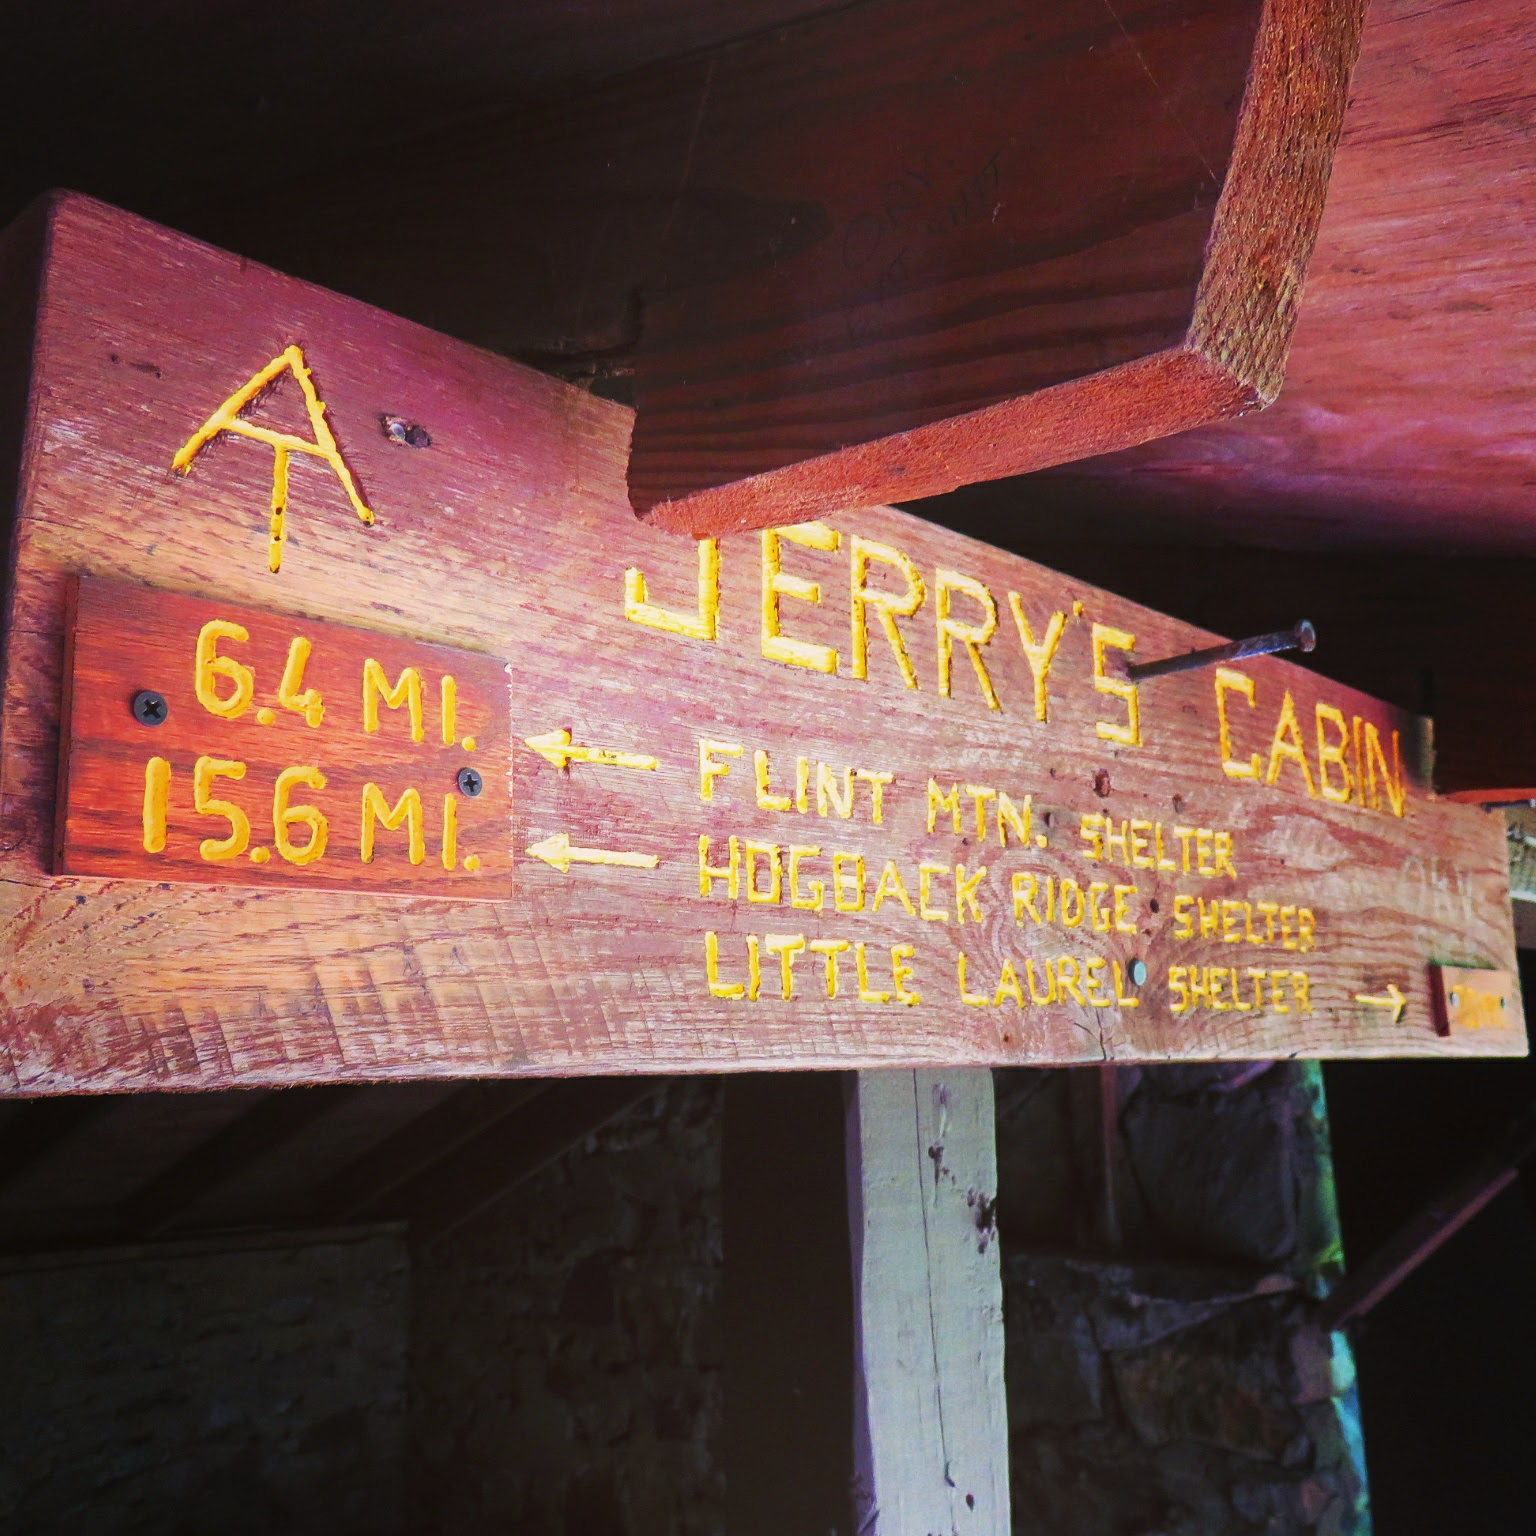 AT
JERRY'S CABIN
6.4 MI. ← FLINT MTN. SHELTER
15.6 MI. ← HOGBACK RIDGE SHELTER
LITTLE LAUREL SHELTER →